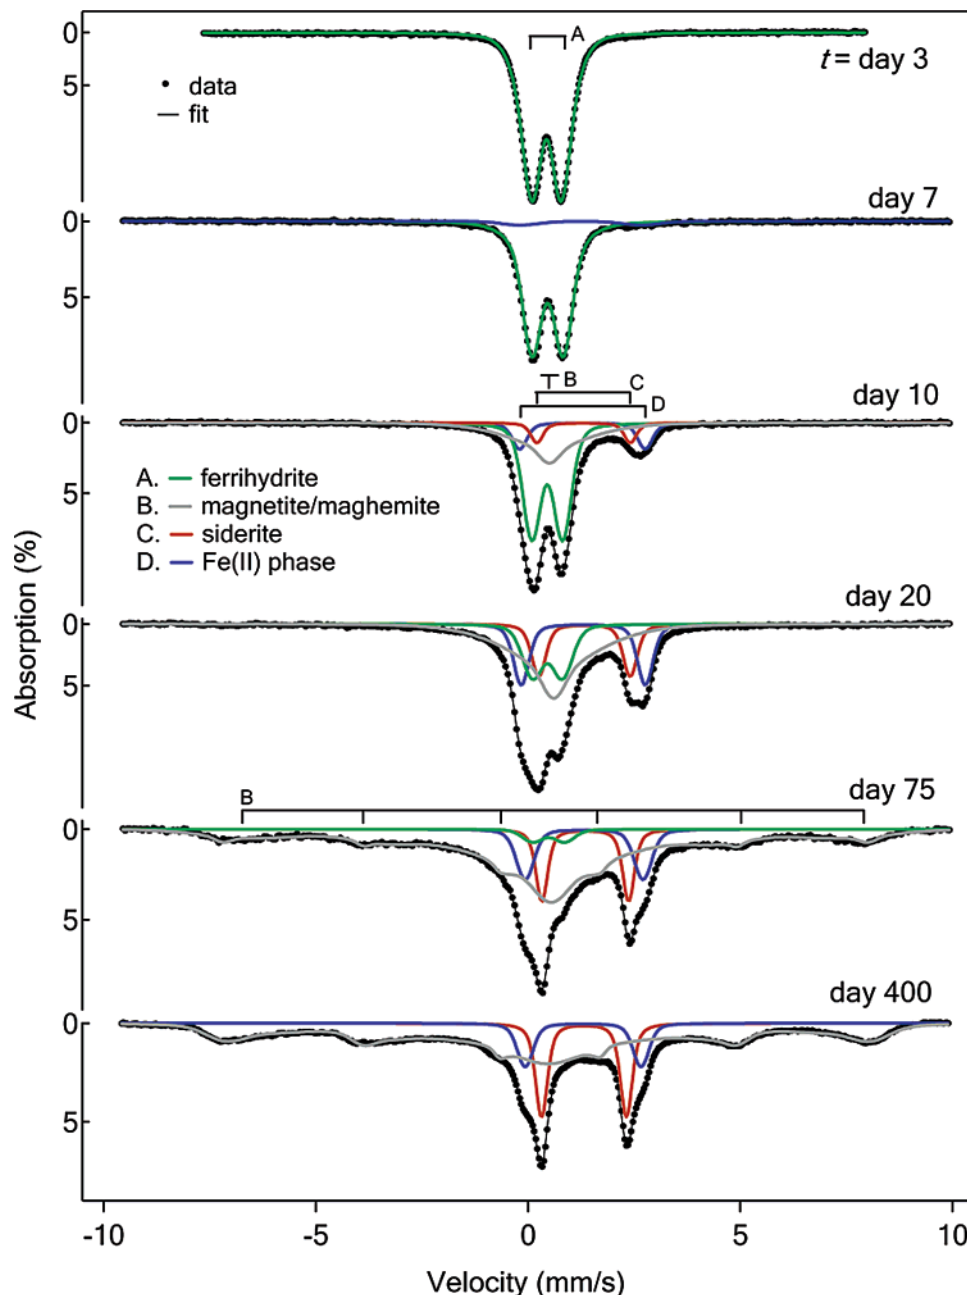 0
A
t = day 3
data
fit
5
day 7
0
5
B
C
D
day 10
0
A. ferrihydrite
5
B. magnetite/maghemite
C. siderite
D. Fe(II) phase
Absorption (%)
day 20
0
5
B
day 75
0
5
day 400
0
5
-10 -5 0 5 10
Velocity (mm/s)